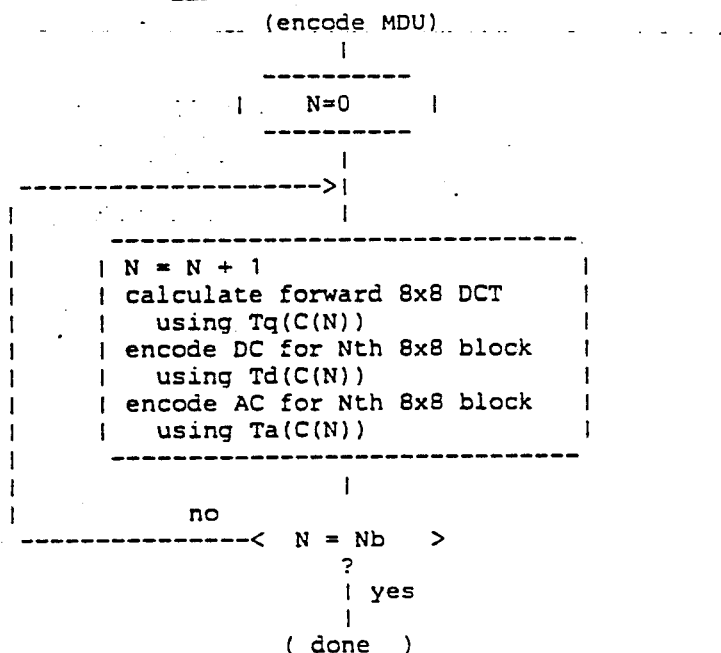 (encode MDU)
N=0
N = N + 1
calculate forward 8x8 DCT
using Tq(C(N))
encode DC for Nth 8x8 block
using Td(C(N))
encode AC for Nth 8x8 block
using Ta(C(N))
no
< N = Nb >
?
yes
( done )